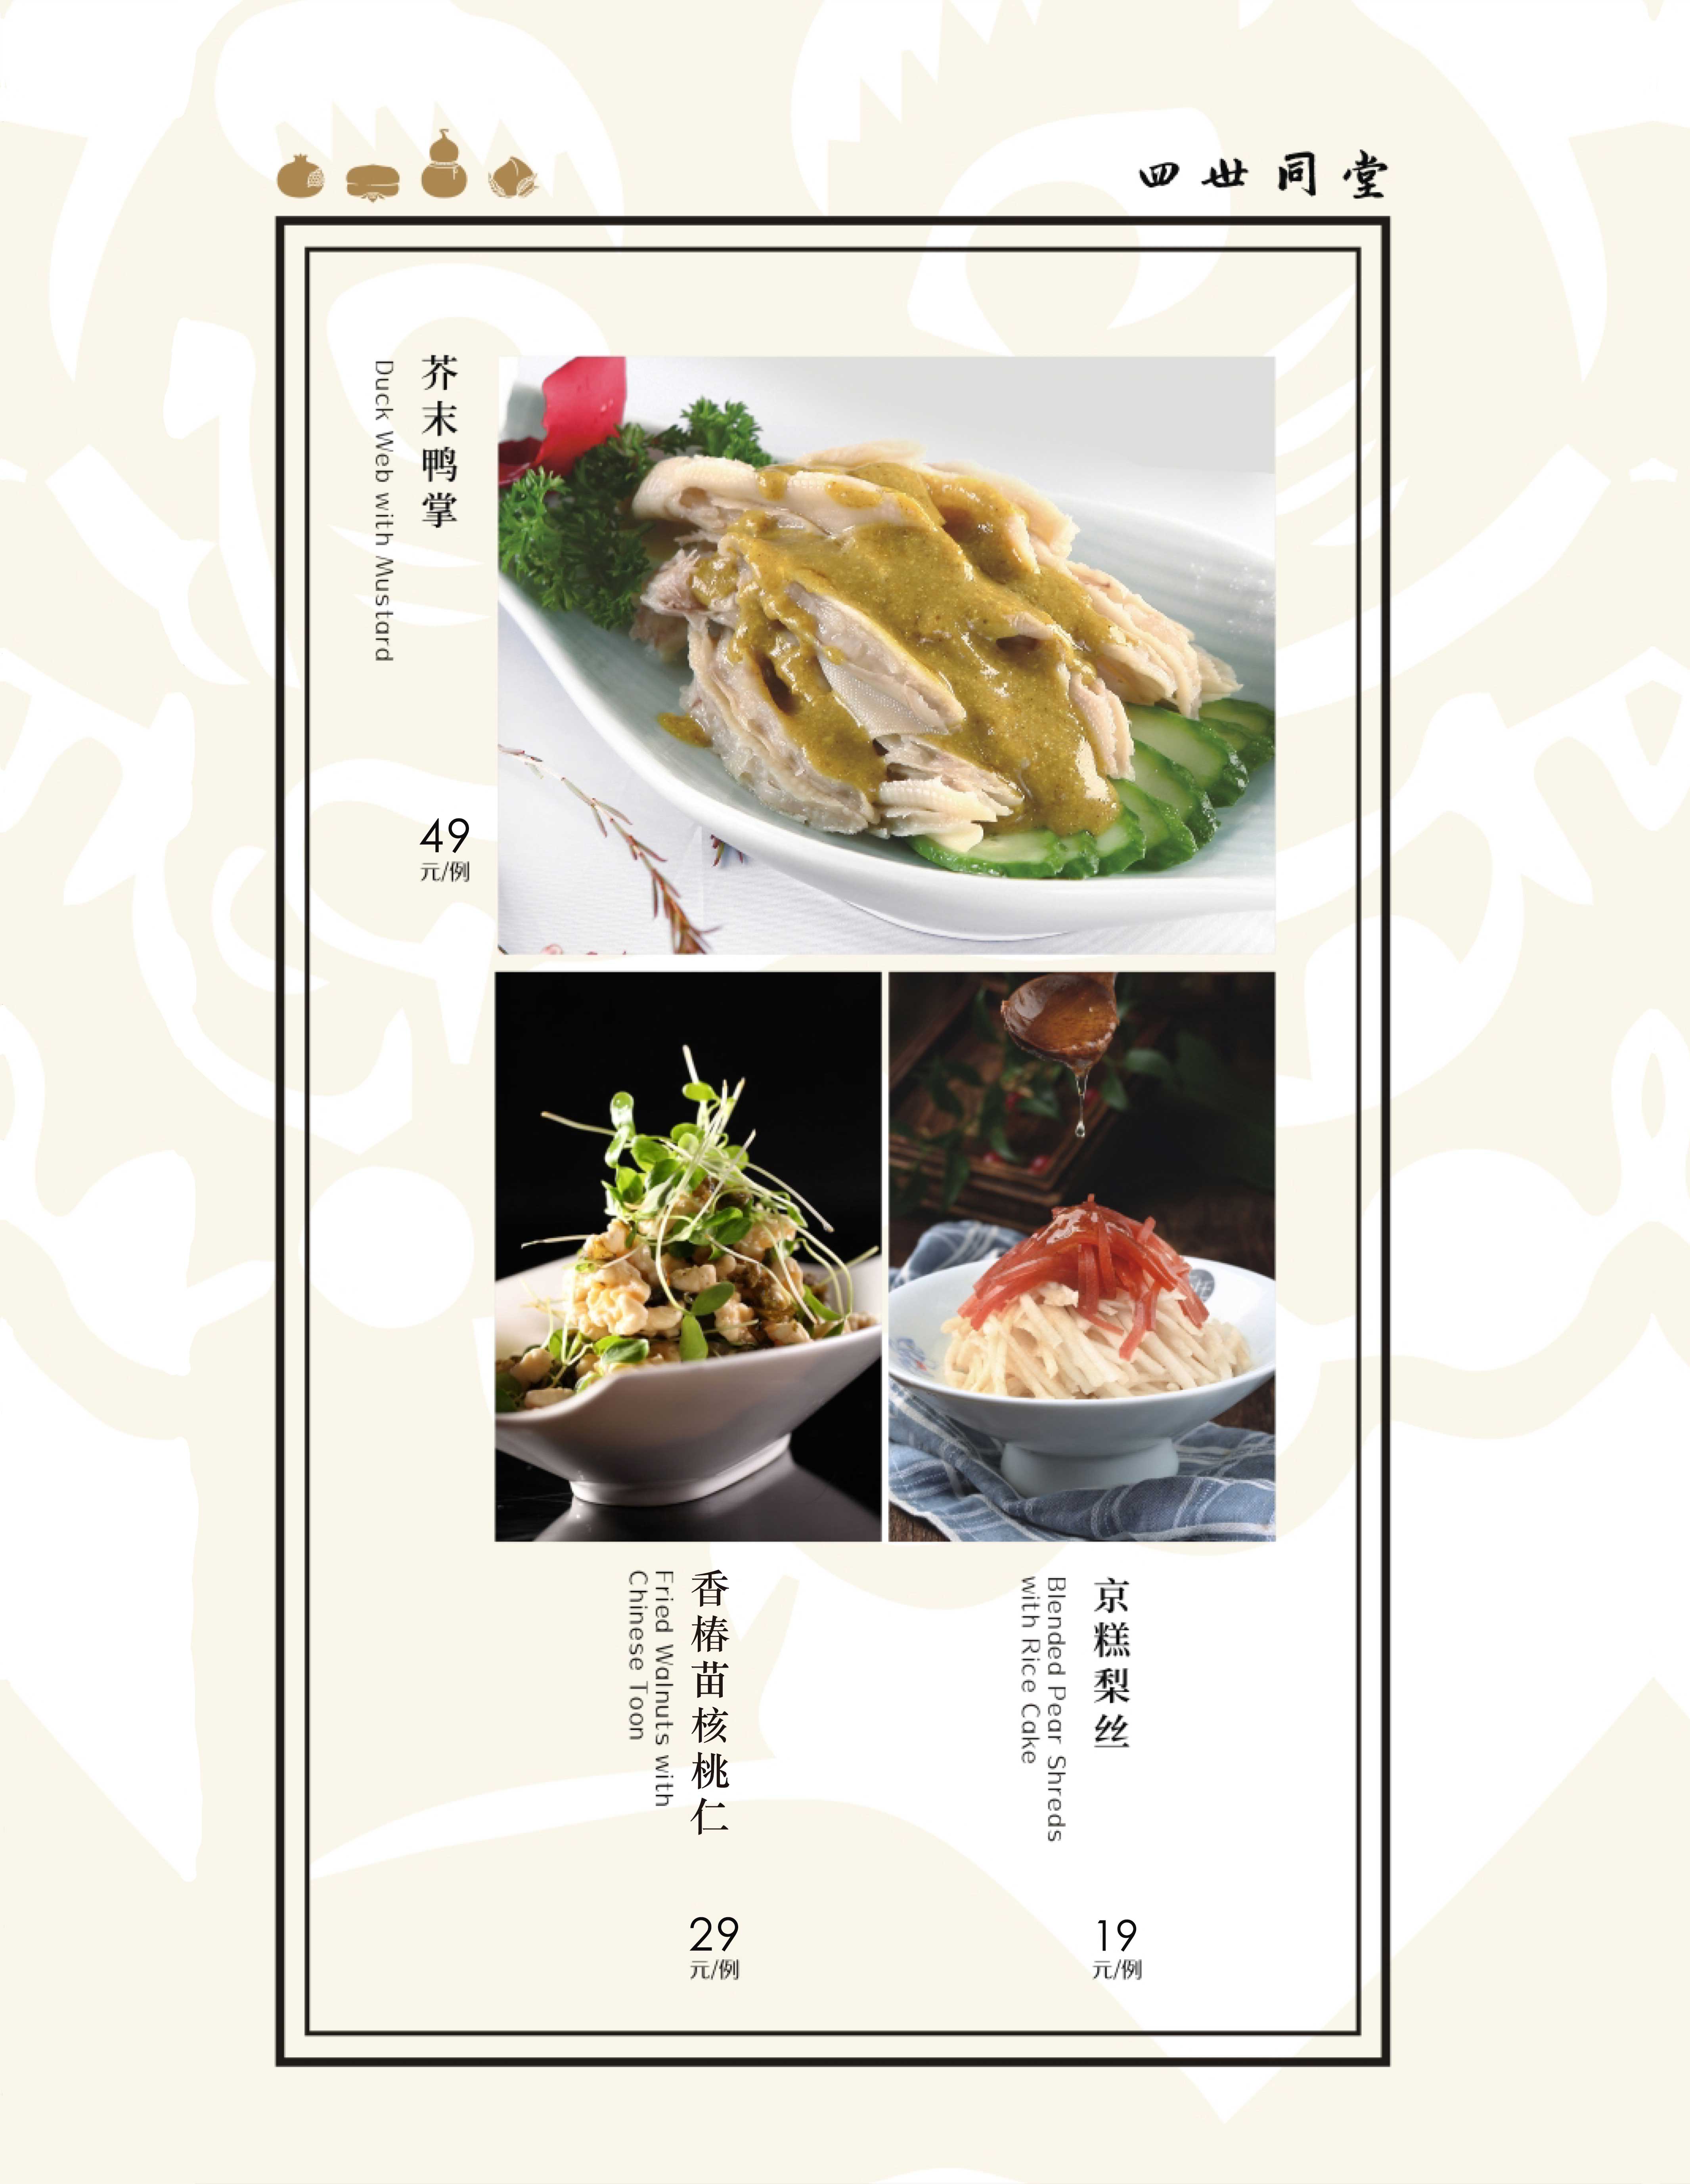 四世同堂
芥末鸭掌
Duck Web with Mustard
49
元/例
香椿苗核桃仁
Fried Walnuts with
Chinese Toon
29
元/例
京糕梨丝
Blended Pear Shreds
with Rice Cake
19
元/例